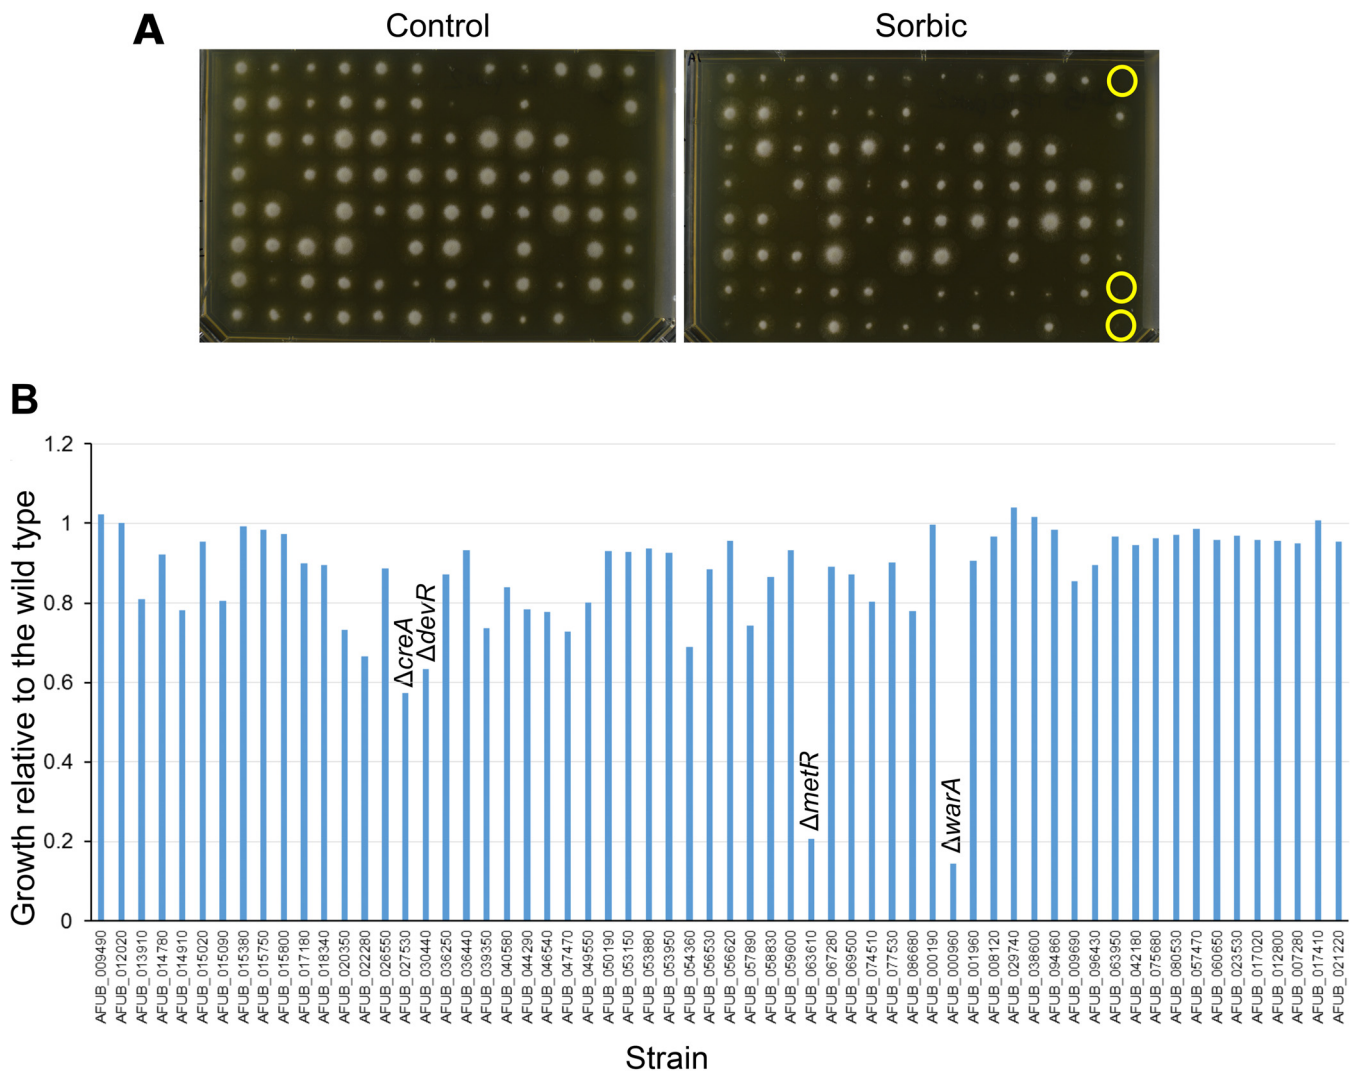 A
Control
Sorbic
A1
B
1.2
1
0.8
0.6
0.4
0.2
0
Growth relative to the wild type
ΔcreA
ΔdevR
ΔmetR
ΔwarA
AFUB_009490
AFUB_012020
AFUB_013910
AFUB_014780
AFUB_014910
AFUB_015020
AFUB_015090
AFUB_015380
AFUB_015750
AFUB_015800
AFUB_017180
AFUB_018340
AFUB_020350
AFUB_022280
AFUB_026550
AFUB_027530
AFUB_030440
AFUB_036250
AFUB_036440
AFUB_039350
AFUB_040580
AFUB_044290
AFUB_046540
AFUB_047470
AFUB_049550
AFUB_050190
AFUB_053150
AFUB_053880
AFUB_053950
AFUB_054360
AFUB_056530
AFUB_056620
AFUB_057890
AFUB_058830
AFUB_059600
AFUB_063610
AFUB_067280
AFUB_069500
AFUB_074510
AFUB_077530
AFUB_086680
AFUB_000190
AFUB_000960
AFUB_001960
AFUB_008120
AFUB_029740
AFUB_038600
AFUB_094860
AFUB_009690
AFUB_096430
AFUB_063950
AFUB_042180
AFUB_075680
AFUB_080530
AFUB_057470
AFUB_060650
AFUB_023530
AFUB_017020
AFUB_012800
AFUB_007280
AFUB_017410
AFUB_021220
Strain